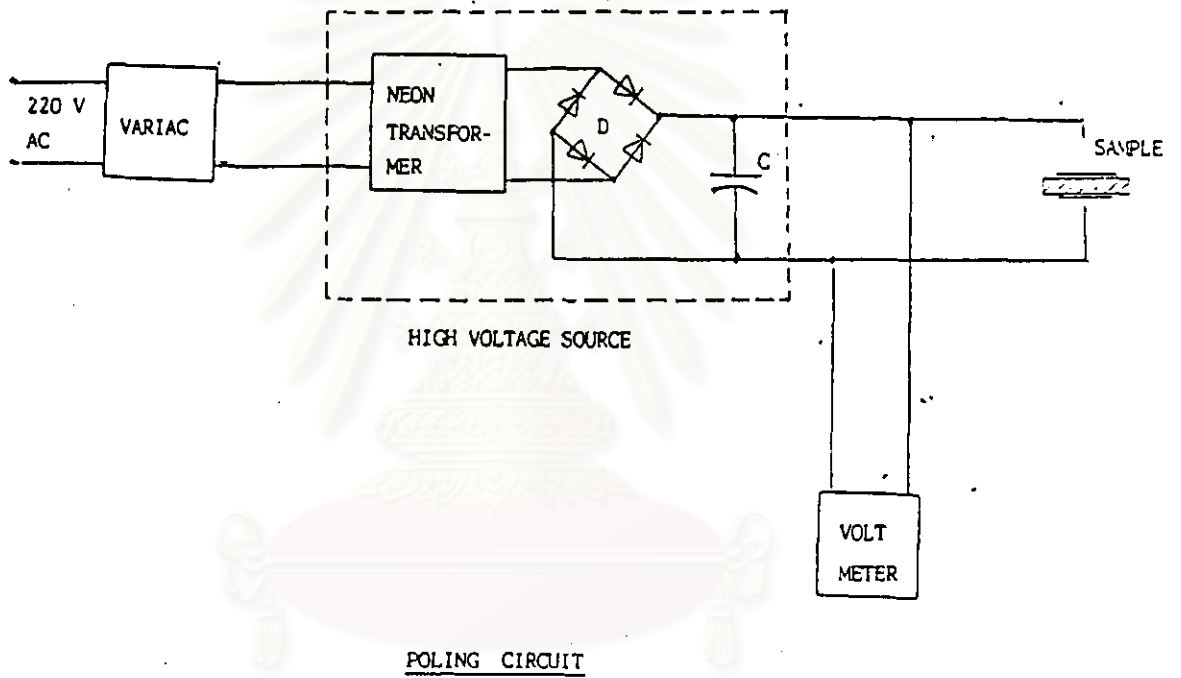 220 V
AC
VARIAC
NEON
TRANSFOR-
MER
D
C
SAMPLE
HIGH VOLTAGE SOURCE
VOLT
METER
POLING CIRCUIT